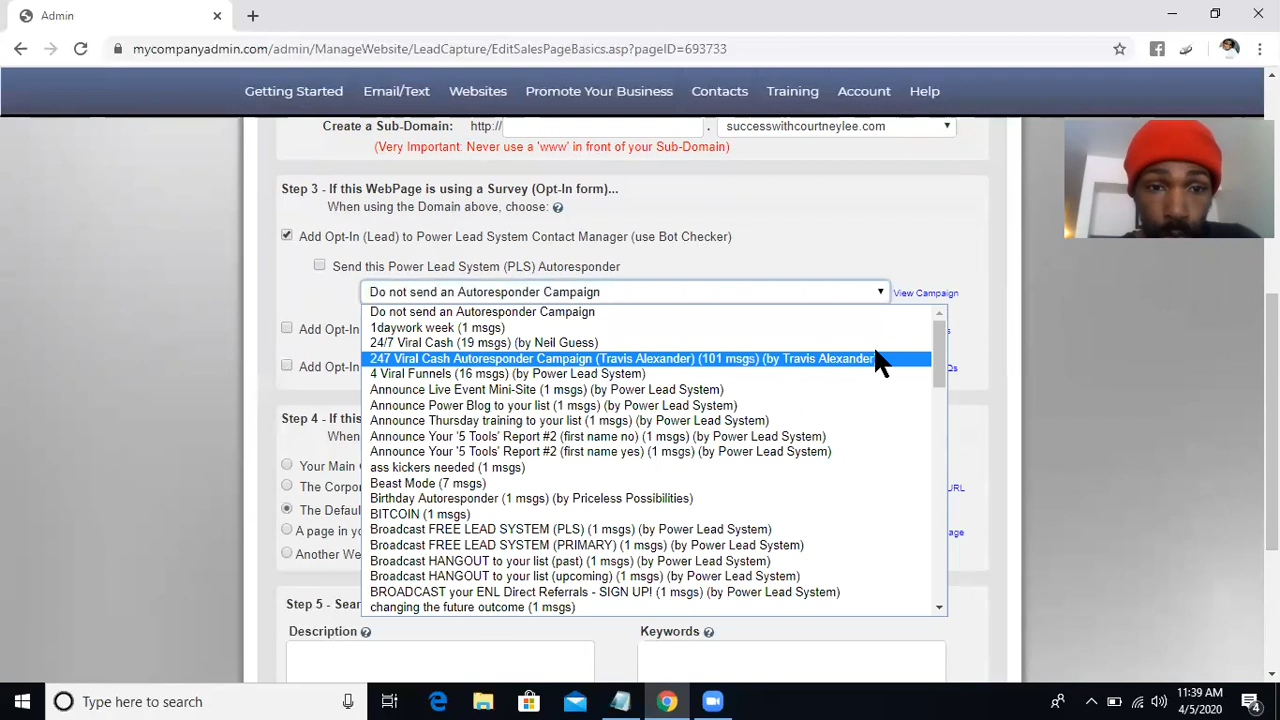 Admin
mycompanyadmin.com/admin/ManageWebsite/LeadCapture/EditSalesPageBasics.asp?pageID=693733
Getting Started Email/Text Websites Promote Your Business Contacts Training Account Help
Create a Sub-Domain: http:// . successwithcourtneylee.com
(Very Important: Never use a 'www' in front of your Sub-Domain)
Step 3 - If this WebPage is using a Survey (Opt-In form)...
When using the Domain above, choose:
Add Opt-In (Lead) to Power Lead System Contact Manager (use Bot Checker)
Send this Power Lead System (PLS) Autoresponder
Do not send an Autoresponder Campaign View Campaign
Do not send an Autoresponder Campaign
1daywork week (1 msgs)
Add Opt-In
24/7 Viral Cash (19 msgs) (by Neil Guess)
247 Viral Cash Autoresponder Campaign (Travis Alexander) (101 msgs) (by Travis Alexander)
Add Opt-In
4 Viral Funnels (16 msgs) (by Power Lead System)
Announce Live Event Mini-Site (1 msgs) (by Power Lead System)
Announce Power Blog to your list (1 msgs) (by Power Lead System)
Step 4 - If this
Announce Thursday training to your list (1 msgs) (by Power Lead System)
Announce Your '5 Tools' Report #2 (first name no) (1 msgs) (by Power Lead System)
Announce Your '5 Tools' Report #2 (first name yes) (1 msgs) (by Power Lead System)
Your Main
ass kickers needed (1 msgs)
The Corpor
Beast Mode (7 msgs)
URL
Birthday Autoresponder (1 msgs) (by Priceless Possibilities)
The Default
BITCOIN (1 msgs)
A page in yo
Broadcast FREE LEAD SYSTEM (PLS) (1 msgs) (by Power Lead System)
Another We
Broadcast FREE LEAD SYSTEM (PRIMARY) (1 msgs) (by Power Lead System)
Broadcast HANGOUT to your list (past) (1 msgs) (by Power Lead System)
Broadcast HANGOUT to your list (upcoming) (1 msgs) (by Power Lead System)
BROADCAST your ENL Direct Referrals - SIGN UP! (1 msgs) (by Power Lead System)
Step 5 - Sear
changing the future outcome (1 msgs)
Description Keywords
Type here to search
11:39 AM
4/5/2020
4